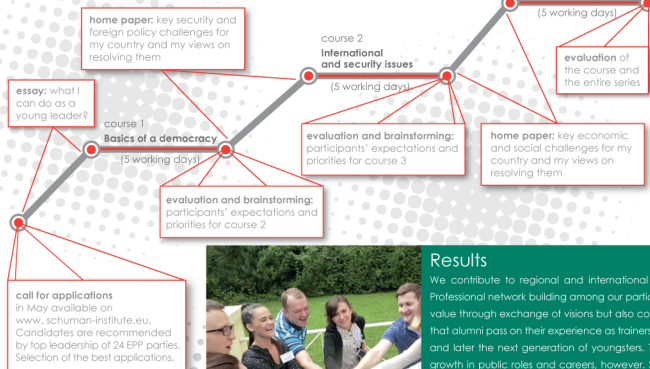 home paper: key security and
foreign policy challenges for
my country and my views on
resolving them
(5 working days)
course 2
International
and security issues
(5 working days)
evaluation of
the course and
the entire series
essay: what I
can do as a
young leader?
course 1
Basics of a democracy
(5 working days)
evaluation and brainstorming:
participants' expectations and
priorities for course 3
home paper: key economic
and social challenges for my
country and my views on
resolving them
evaluation and brainstorming:
participants' expectations and
priorities for course 2
call for applications
in May available on
www. schuman-institute.eu.
Candidates are recommended
by top leadership of 24 EPP parties.
Selection of the best applications.
Results
We contribute to regional and international
Professional network building among our
value through exchange of visions but also
that alumni pass on their experience as trainers
and later the next generation of youngsters.
growth in public roles and careers, however.